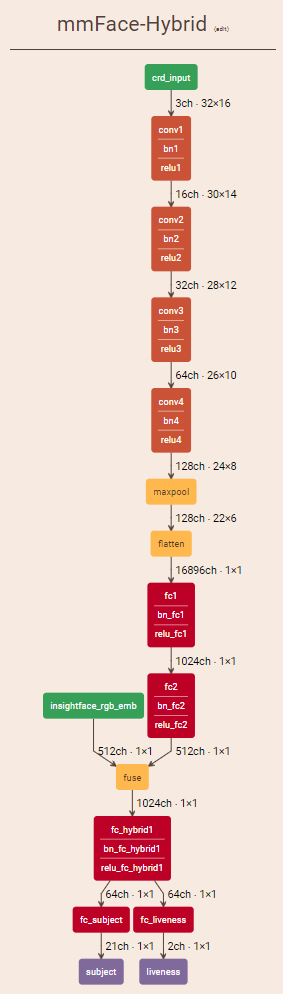 mmFace-Hybrid (edit)
crd_input
3ch · 32×16
conv1
bn1
relu1
16ch · 30×14
conv2
bn2
relu2
32ch · 28×12
conv3
bn3
relu3
64ch · 26×10
conv4
bn4
relu4
128ch · 24×8
maxpool
128ch · 22×6
flatten
16896ch · 1×1
fc1
bn_fc1
relu_fc1
1024ch · 1×1
fc2
insightface_rgb_emb bn_fc2
relu_fc2
512ch · 1×1 512ch · 1×1
fuse
1024ch · 1×1
fc_hybrid1
bn_fc_hybrid1
relu_fc_hybrid1
64ch · 1×1 64ch · 1×1
fc_subject fc_liveness
21ch · 1×1 2ch · 1×1
subject liveness